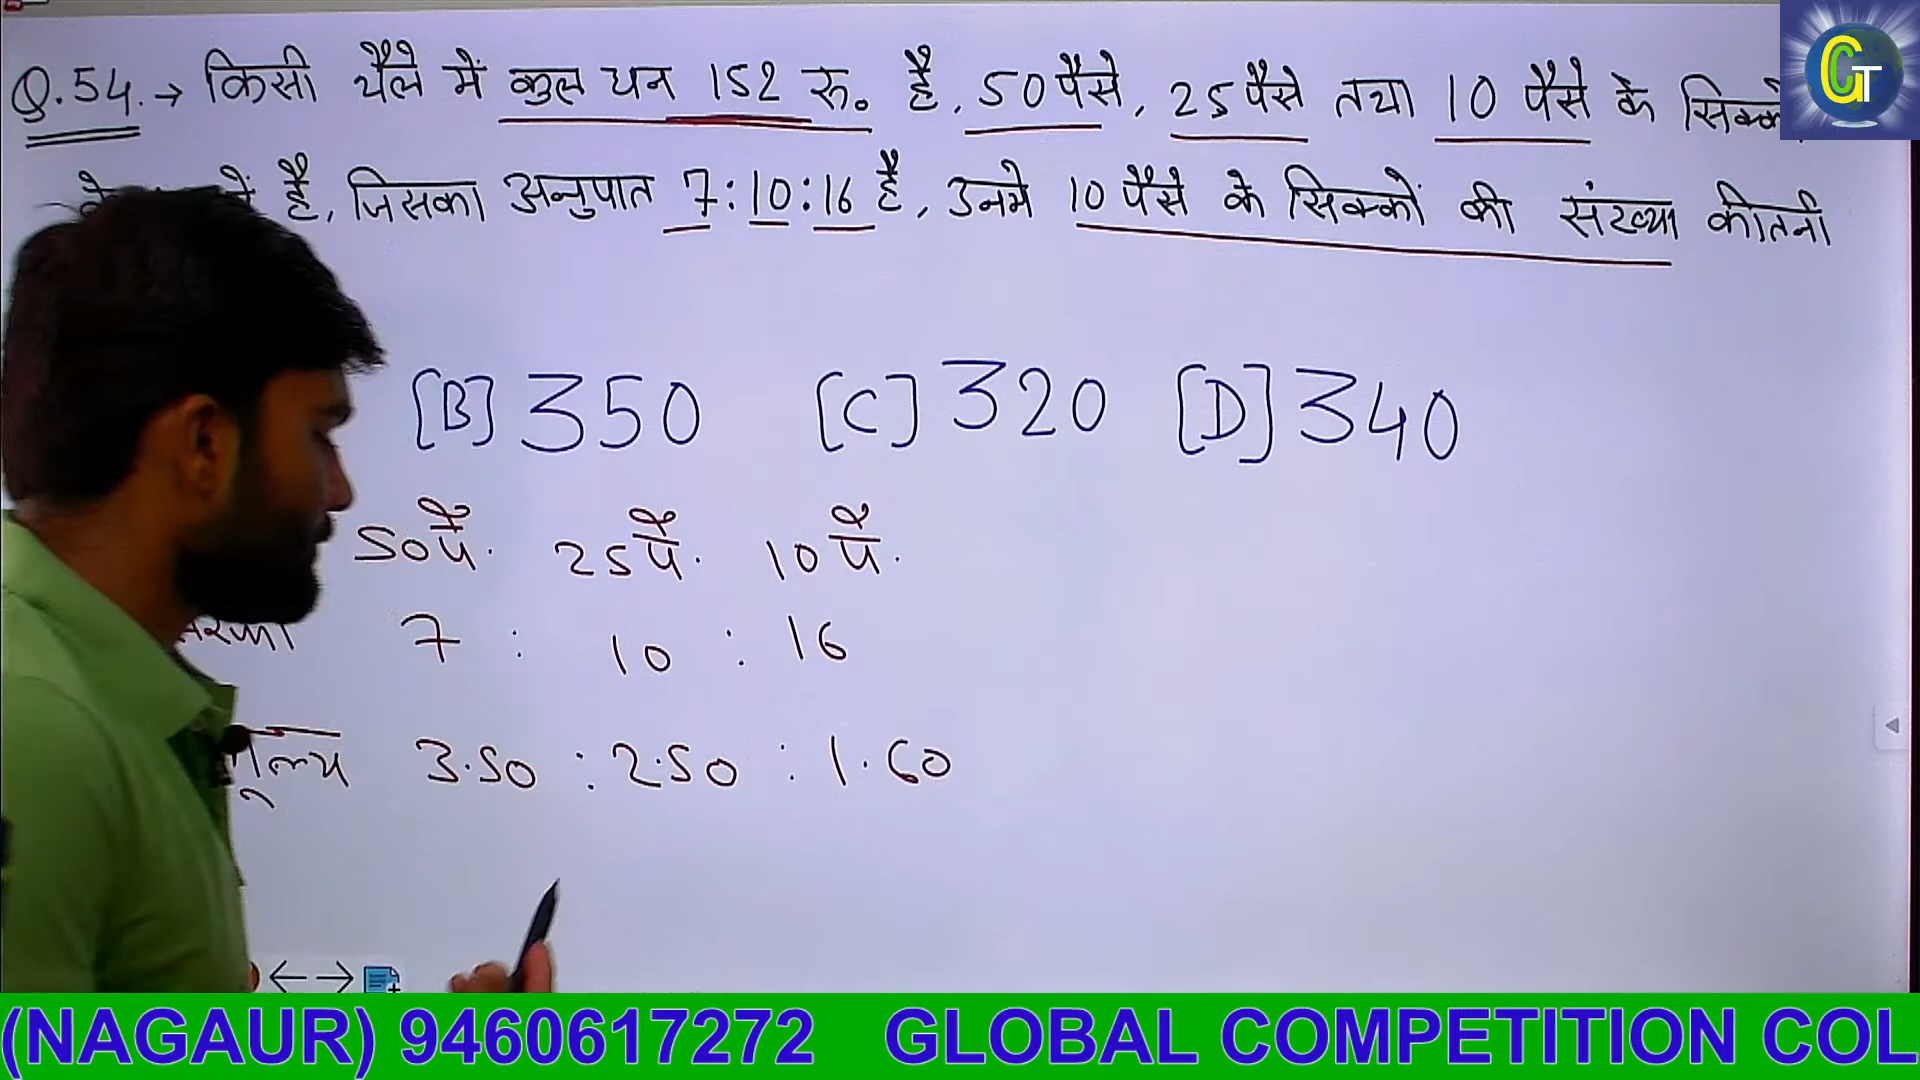 Q.54.→ किसी थैले में कुल धन 152 रु. है, 50 पैसे, 25 पैसे तथा 10 पैसे के
है, जिसका अनुपात 7:10:16 है, उनमे 10 पैसे के सिक्कों की संख्या कीतनी
[B] 350 [C] 320 [D] 340
50 पै. 25 पै. 10 पै.
7 : 10 : 16
मूल्य 3.50 : 2.50 : 1.60
GT
(NAGAUR) 9460617272 GLOBAL COMPETITION COL